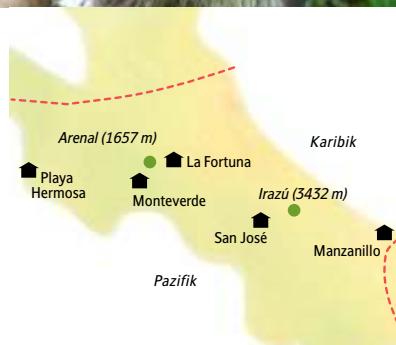 Arenal (1657 m)
Karibik
La Fortuna
Playa
Hermosa
Monteverde
Irazú (3432 m)
San José
Manzanillo
Pazifik